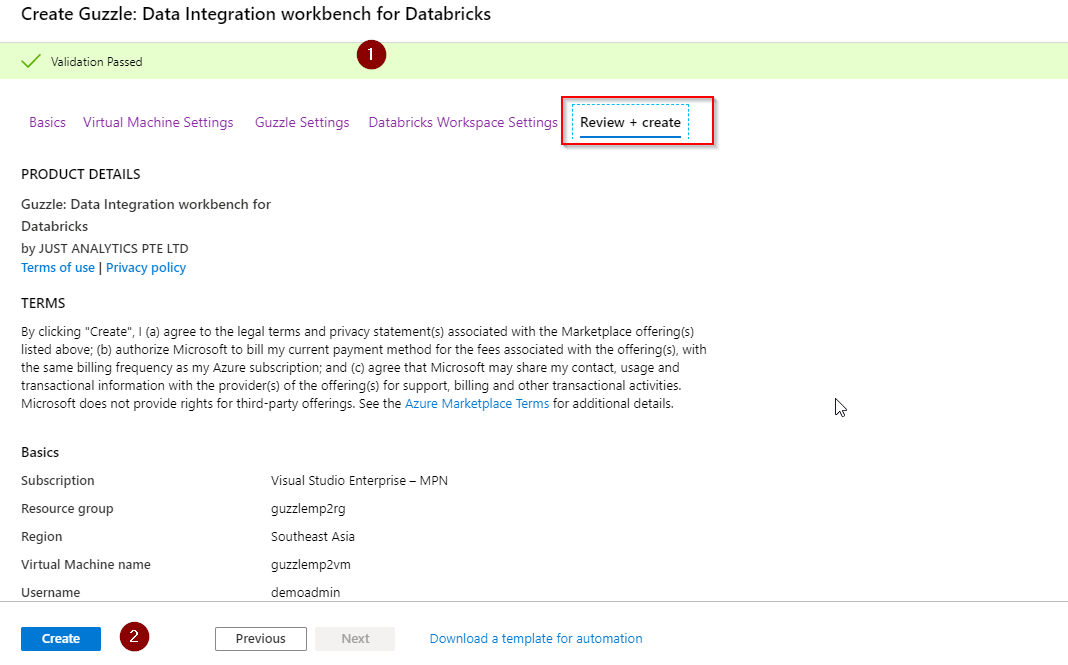 Create Guzzle: Data Integration workbench for Databricks
Validation Passed
1
Basics Virtual Machine Settings Guzzle Settings Databricks Workspace Settings Review + create
PRODUCT DETAILS
Guzzle: Data Integration workbench for
Databricks
by JUST ANALYTICS PTE LTD
Terms of use | Privacy policy
TERMS
By clicking "Create", I (a) agree to the legal terms and privacy statement(s) associated with the Marketplace offering(s)
listed above; (b) authorize Microsoft to bill my current payment method for the fees associated with the offering(s), with
the same billing frequency as my Azure subscription; and (c) agree that Microsoft may share my contact, usage and
transactional information with the provider(s) of the offering(s) for support, billing and other transactional activities.
Microsoft does not provide rights for third-party offerings. See the Azure Marketplace Terms for additional details.
Basics
Subscription Visual Studio Enterprise – MPN
Resource group guzzlemp2rg
Region Southeast Asia
Virtual Machine name guzzlemp2vm
Username demoadmin
Create 2 Previous Next Download a template for automation